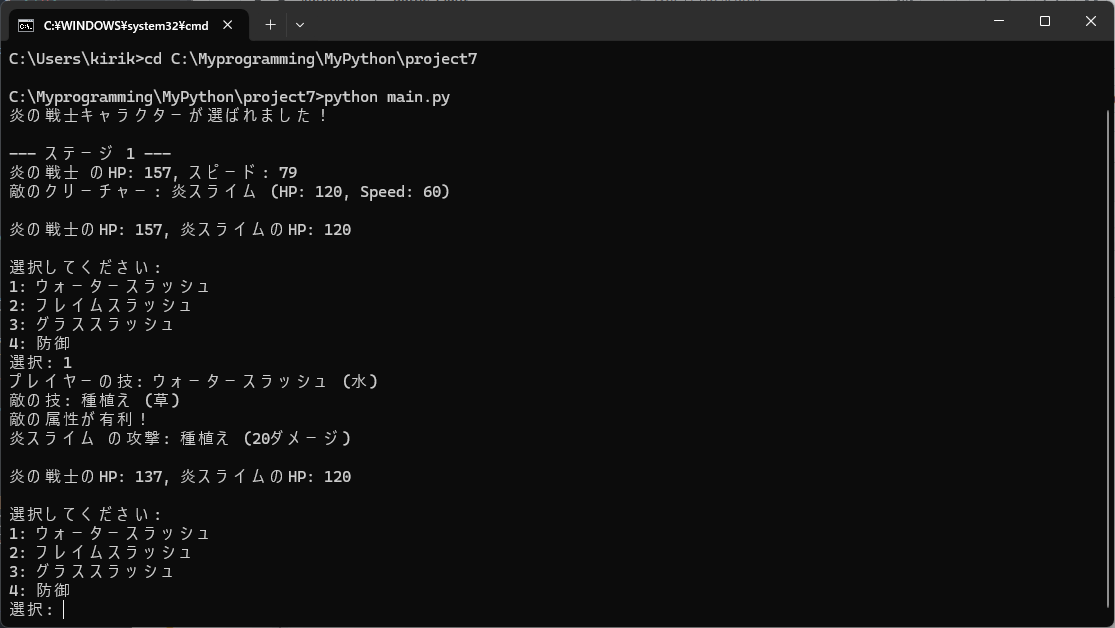 C:¥WINDOWS¥system32¥cmd
C:\Users\kirik>cd C:\Myprogramming\MyPython\project7
C:\Myprogramming\MyPython\project7>python main.py
炎の戦士キャラクターが選ばれました！
--- ステージ 1 ---
炎の戦士 のHP: 157, スピード: 79
敵のクリーチャー: 炎スライム (HP: 120, Speed: 60)
炎の戦士のHP: 157, 炎スライムのHP: 120
選択してください:
1: ウォータースラッシュ
2: フレイムスラッシュ
3: グラススラッシュ
4: 防御
選択: 1
プレイヤーの技: ウォータースラッシュ (水)
敵の技: 種植え (草)
敵の属性が有利！
炎スライム の攻撃: 種植え (20ダメージ)
炎の戦士のHP: 137, 炎スライムのHP: 120
選択してください:
1: ウォータースラッシュ
2: フレイムスラッシュ
3: グラススラッシュ
4: 防御
選択: